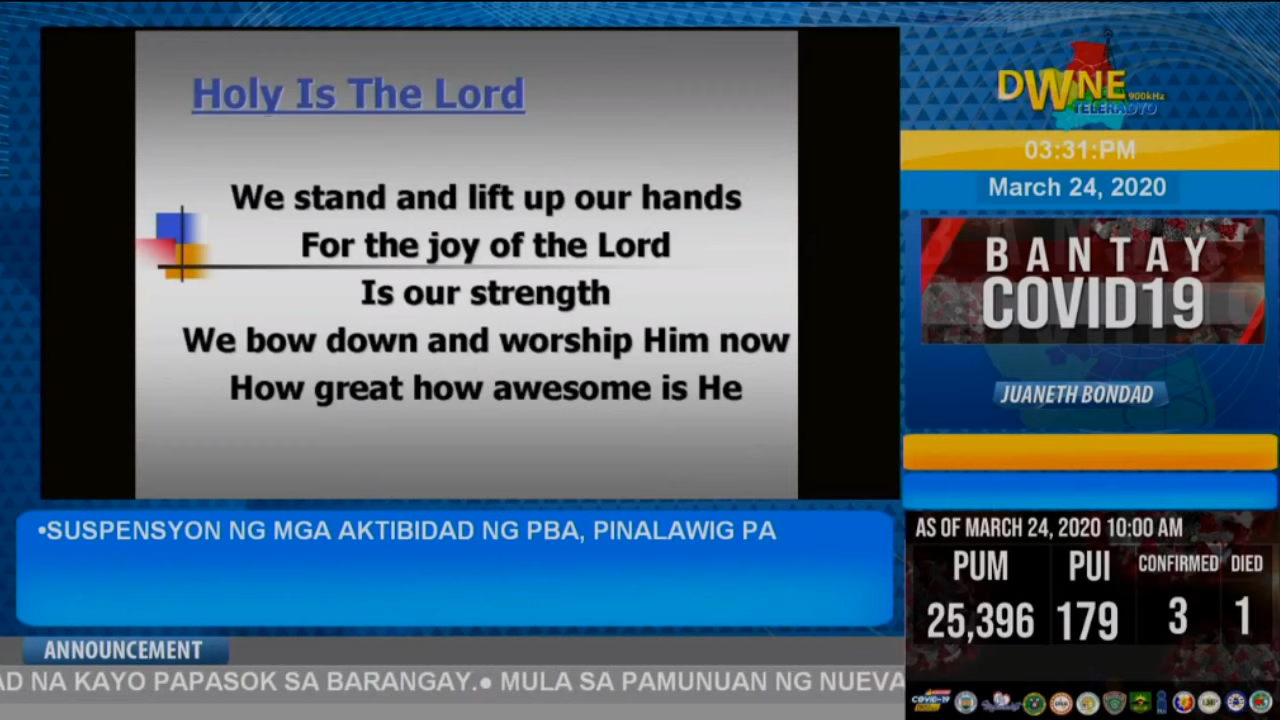 Holy Is The Lord
We stand and lift up our hands
For the joy of the Lord
Is our strength
We bow down and worship Him now
How great how awesome is He
DWNE
900kHz
TELERADYO
03:31:PM
March 24, 2020
BANTAY
COVID19
JUANETH BONDAD
•SUSPENSYON NG MGA AKTIBIDAD NG PBA, PINALAWIG PA
AS OF MARCH 24, 2020 10:00 AM
PUM PUI CONFIRMED DIED
25,396 179 3 1
ANNOUNCEMENT
AD NA KAYO PAPASOK SA BARANGAY.● MULA SA PAMUNUAN NG NUEVA
COVID-19